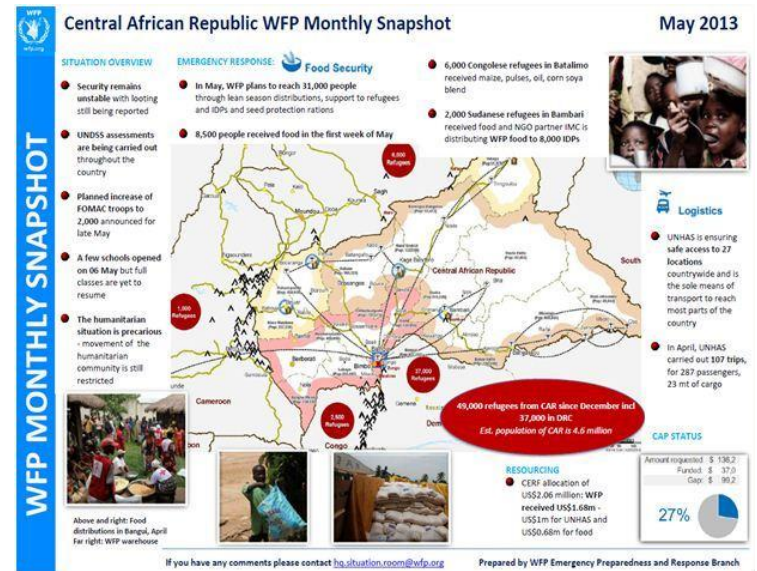 WFP
wfp.org
Central African Republic WFP Monthly Snapshot
May 2013
WFP MONTHLY SNAPSHOT
SITUATION OVERVIEW
Security remains
unstable with looting
still being reported
UNDSS assessments
are being carried out
throughout the
country
Planned increase of
FOMAC troops to
2,000 announced for
late May
A few schools opened
on 06 May but full
classes are yet to
resume
The humanitarian
situation is precarious
- movement of the
humanitarian
community is still
restricted
EMERGENCY RESPONSE:
Food Security
In May, WFP plans to reach 31,000 people
through lean season distributions, support to refugees
and IDPs and seed protection rations
8,500 people received food in the first week of May
6,000 Congolese refugees in Batalimo
received maize, pulses, oil, corn soya
blend
2,000 Sudanese refugees in Bambari
received food and NGO partner IMC is
distributing WFP food to 8,000 IDPs
Refugees
Central African Republic
South
Refugees
Berberati
Bimbo
37,000
Refugees
Refugees
Cameroon
Congo
49,000 refugees from CAR since December incl
37,000 in DRC
Est. population of CAR is 4.6 million
Logistics
UNHAS is ensuring
safe access to 27
locations
countrywide and is
the sole means of
transport to reach
most parts of the
country
In April, UNHAS
carried out 107 trips,
for 287 passengers,
23 mt of cargo
CAP STATUS
Amount requested: $ 136,2
Funded: $ 37,0
Gap: $ 99,2
27%
RESOURCING
CERF allocation of
US$2.06 million: WFP
received US$1.68m -
US$1m for UNHAS and
US$0.68m for food
Above and right: Food
distributions in Bangui, April
Far right: WFP warehouse
If you have any comments please contact hq.situation.room@wfp.org
Prepared by WFP Emergency Preparedness and Response Branch